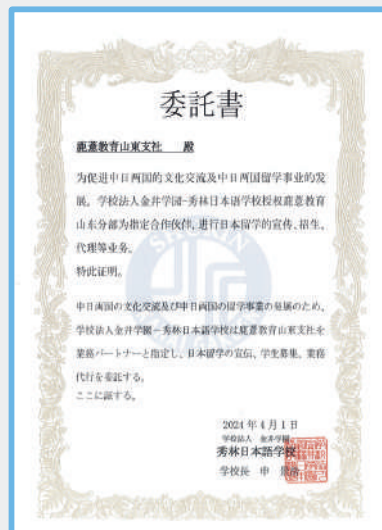 委託書
鹿薏教育山東支社 殿
为促进中日两国的文化交流及中日两国留学事业的发
展，学校法人金井学园-秀林日本语学校授权鹿薏教育
山东分部为指定合作伙伴，进行日本留学的宣传、招生、
代理等业务。
特此证明。
中日両国の文化交流及び中日両国の留学事業の発展のため、
学校法人金井学園－秀林日本語学校は鹿薏教育山東支社を
業務パートナーと指定し、日本留学の宣伝、学生募集、業務
代行を委託する。
ここに証する。
2024年4月1日
学校法人 金井学園
秀林日本語学校
学校長 申
SHURIN